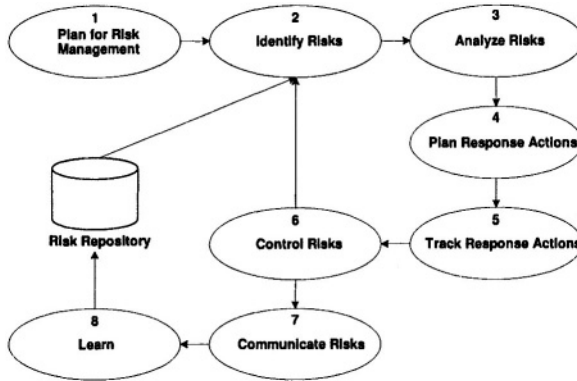 1
Plan for Risk
Management
2
Identify Risks
3
Analyze Risks
4
Plan Response Actions
5
Track Response Actions
6
Control Risks
Risk Repository
7
Communicate Risks
8
Learn